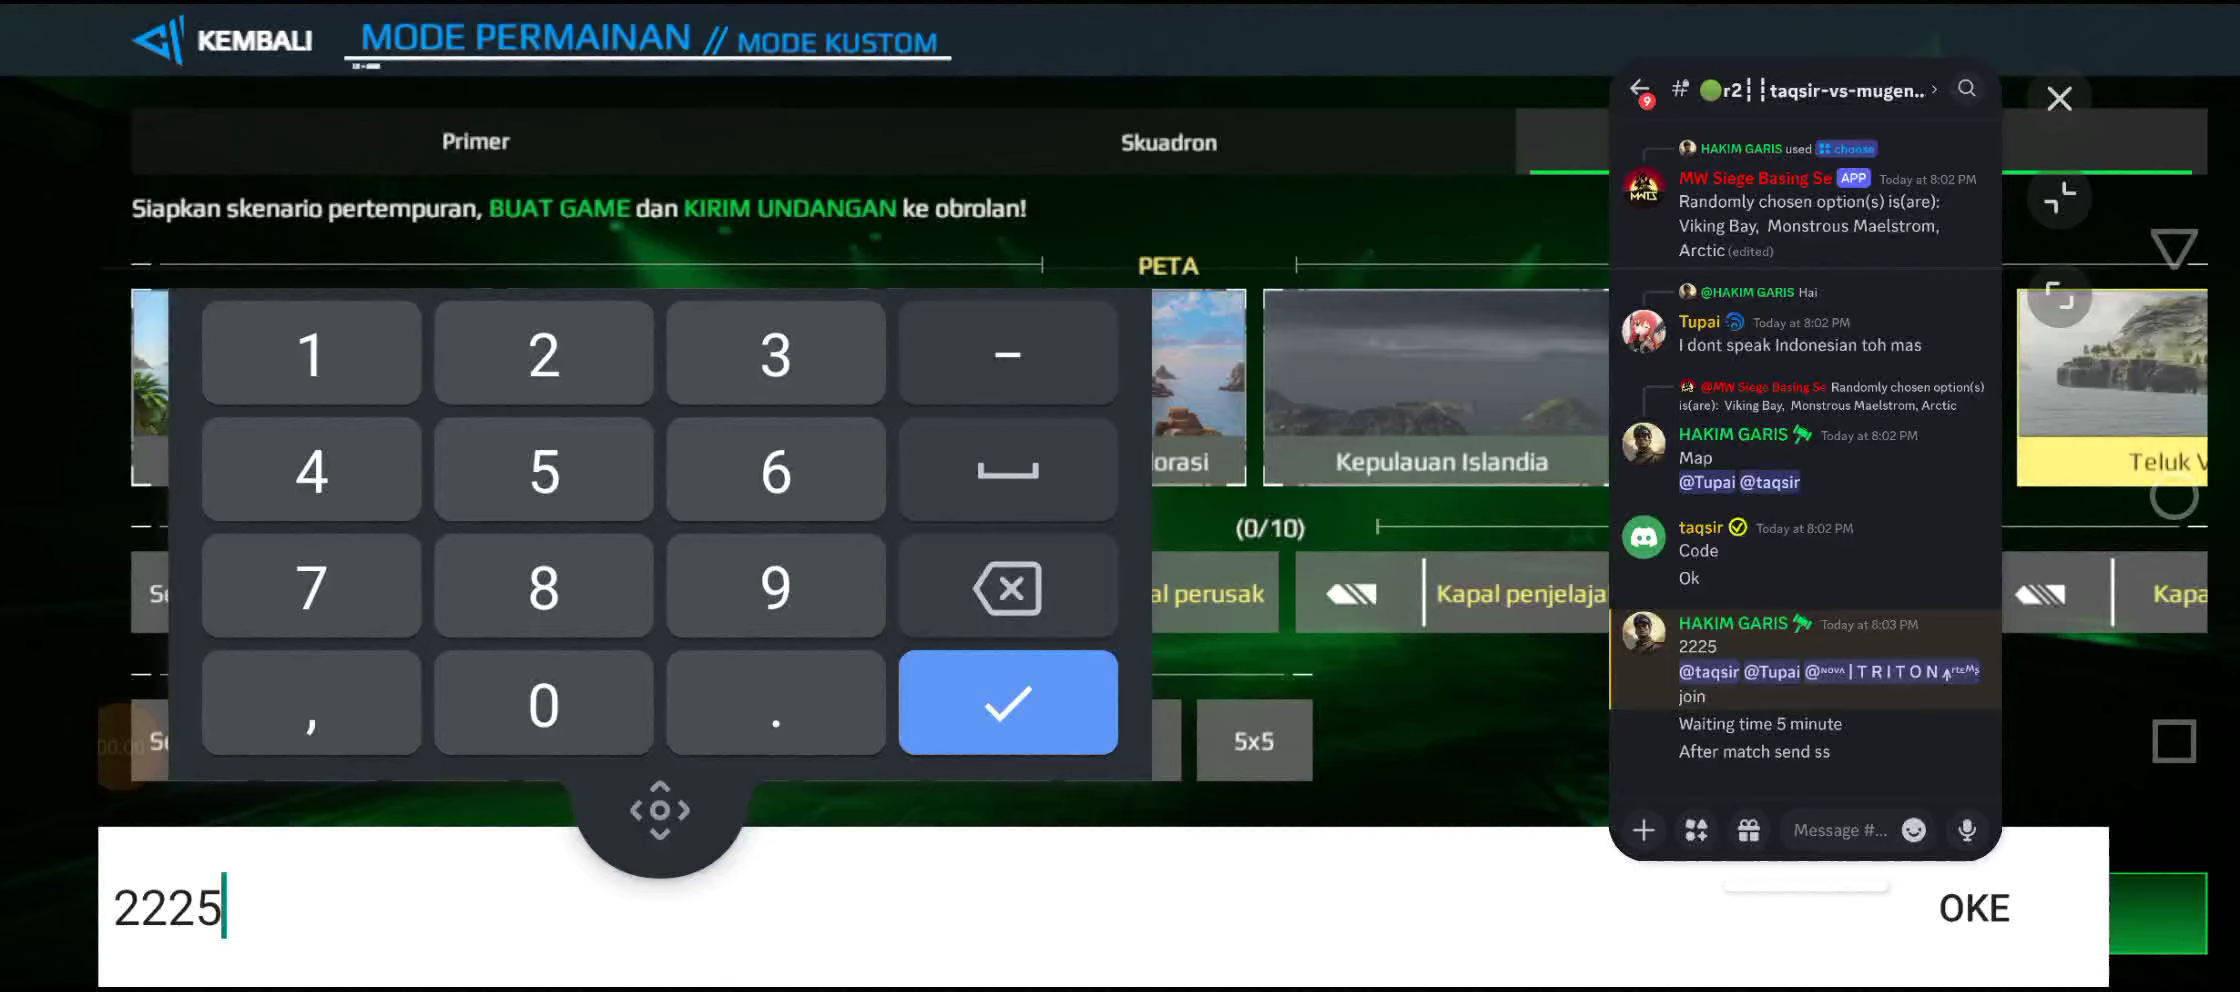 KEMBALI
MODE PERMAINAN // MODE KUSTOM
Primer
Skuadron
Siapkan skenario pertempuran, BUAT GAME dan KIRIM UNDANGAN ke obrolan!
PETA
orasi
Kepulauan Islandia
Teluk V
(0/10)
al perusak
Kapal penjelaja
Kapa
5x5
00:00
1 2 3 –
4 5 6
7 8 9
, 0 .
2225
OKE
9
# r2┆┆taqsir-vs-mugen.. ›
HAKIM GARIS used choose
MW Siege Basing Se APP Today at 8:02 PM
Randomly chosen option(s) is(are):
Viking Bay, Monstrous Maelstrom,
Arctic (edited)
@HAKIM GARIS Hai
Tupai Today at 8:02 PM
I dont speak Indonesian toh mas
@MW Siege Basing Se Randomly chosen option(s)
is(are): Viking Bay, Monstrous Maelstrom, Arctic
HAKIM GARIS Today at 8:02 PM
Map
@Tupai @taqsir
taqsir Today at 8:02 PM
Code
Ok
HAKIM GARIS Today at 8:03 PM
2225
@taqsir @Tupai @ᴺᴼⱽᴬ | T R I T O N
join
Waiting time 5 minute
After match send ss
Message #...